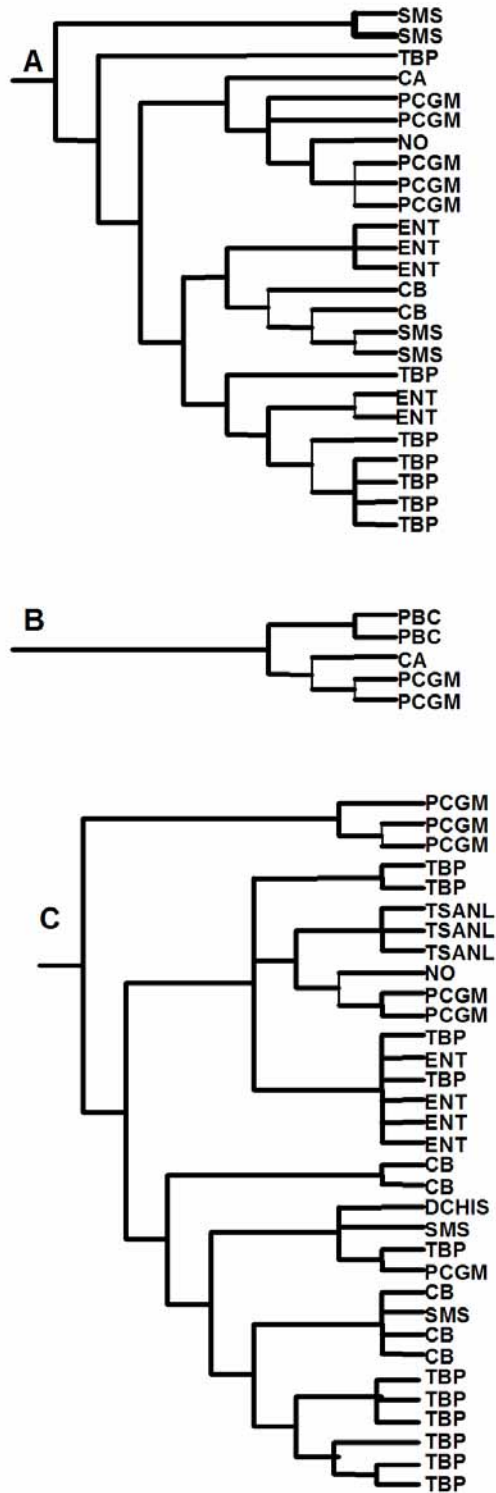 SMS
SMS
A
TBP
CA
PCGM
PCGM
NO
PCGM
PCGM
PCGM
ENT
ENT
ENT
CB
CB
SMS
SMS
TBP
ENT
ENT
TBP
TBP
TBP
TBP
TBP
B
PBC
PBC
CA
PCGM
PCGM
PCGM
PCGM
PCGM
TBP
TBP
C
TSANL
TSANL
TSANL
NO
PCGM
PCGM
TBP
ENT
TBP
ENT
ENT
ENT
CB
CB
DCHIS
SMS
TBP
PCGM
CB
SMS
CB
CB
TBP
TBP
TBP
TBP
TBP
TBP